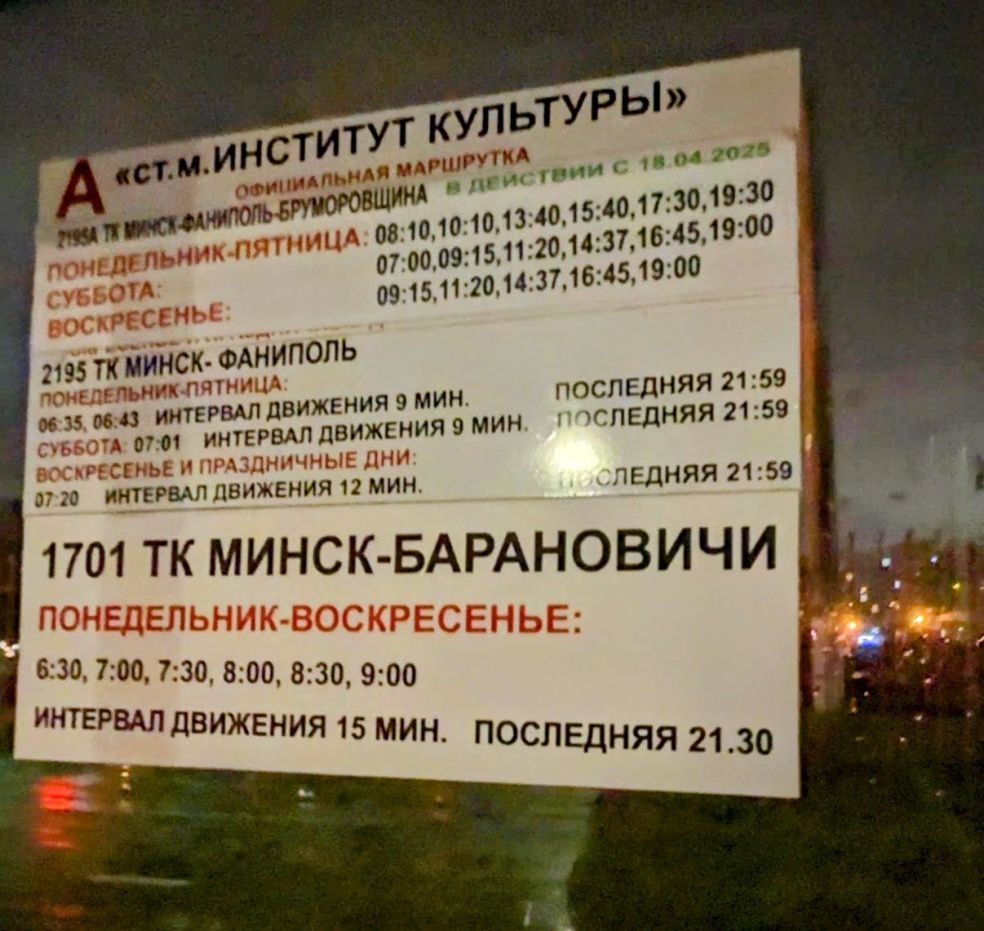 А «ст.м.ИНСТИТУТ КУЛЬТУРЫ»
ОФИЦИАЛЬНАЯ МАРШРУТКА
2195А ТК МИНСК-ФАНИПОЛЬ-БРУМОРОВЩИНА В ДЕЙСТВИИ С 18.04.2025
ПОНЕДЕЛЬНИК-ПЯТНИЦА: 08:10,10:10,13:40,15:40,17:30,19:30
СУББОТА: 07:00,09:15,11:20,14:37,16:45,19:00
ВОСКРЕСЕНЬЕ: 09:15,11:20,14:37,16:45,19:00
2195 ТК МИНСК- ФАНИПОЛЬ
ПОНЕДЕЛЬНИК-ПЯТНИЦА:
06:35, 06:43 ИНТЕРВАЛ ДВИЖЕНИЯ 9 МИН. ПОСЛЕДНЯЯ 21:59
СУББОТА: 07:01 ИНТЕРВАЛ ДВИЖЕНИЯ 9 МИН. ПОСЛЕДНЯЯ 21:59
ВОСКРЕСЕНЬЕ И ПРАЗДНИЧНЫЕ ДНИ:
07:20 ИНТЕРВАЛ ДВИЖЕНИЯ 12 МИН. ПОСЛЕДНЯЯ 21:59
1701 ТК МИНСК-БАРАНОВИЧИ
ПОНЕДЕЛЬНИК-ВОСКРЕСЕНЬЕ:
6:30, 7:00, 7:30, 8:00, 8:30, 9:00
ИНТЕРВАЛ ДВИЖЕНИЯ 15 МИН. ПОСЛЕДНЯЯ 21.30